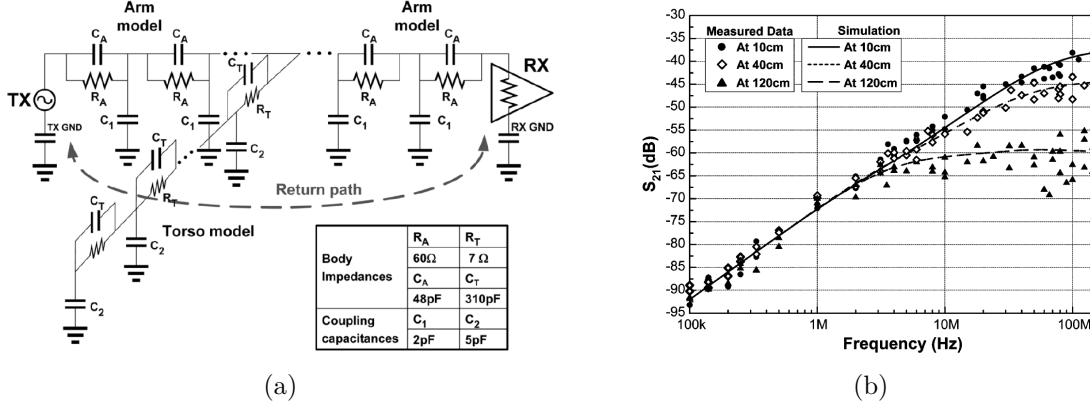 Arm
model
Arm
model
C_A
C_A
C_A
C_A
C_T
RX
TX
R_A
R_A
R_T
R_A
R_A
C_1
C_1
C_1
C_1
TX GND
RX GND
C_T
C_2
Return path
R_T
C_T
Torso model
C_2
C_2
R_A
R_T
Body
Impedances
60Ω
7 Ω
C_A
C_T
48pF
310pF
Coupling
capacitances
C_1
C_2
2pF
5pF
(a)
Measured Data
Simulation
At 10cm
At 10cm
At 40cm
At 40cm
At 120cm
At 120cm
S_21(dB)
-30
-35
-40
-45
-50
-55
-60
-65
-70
-75
-80
-85
-90
-95
100k
1M
10M
100M
Frequency (Hz)
(b)